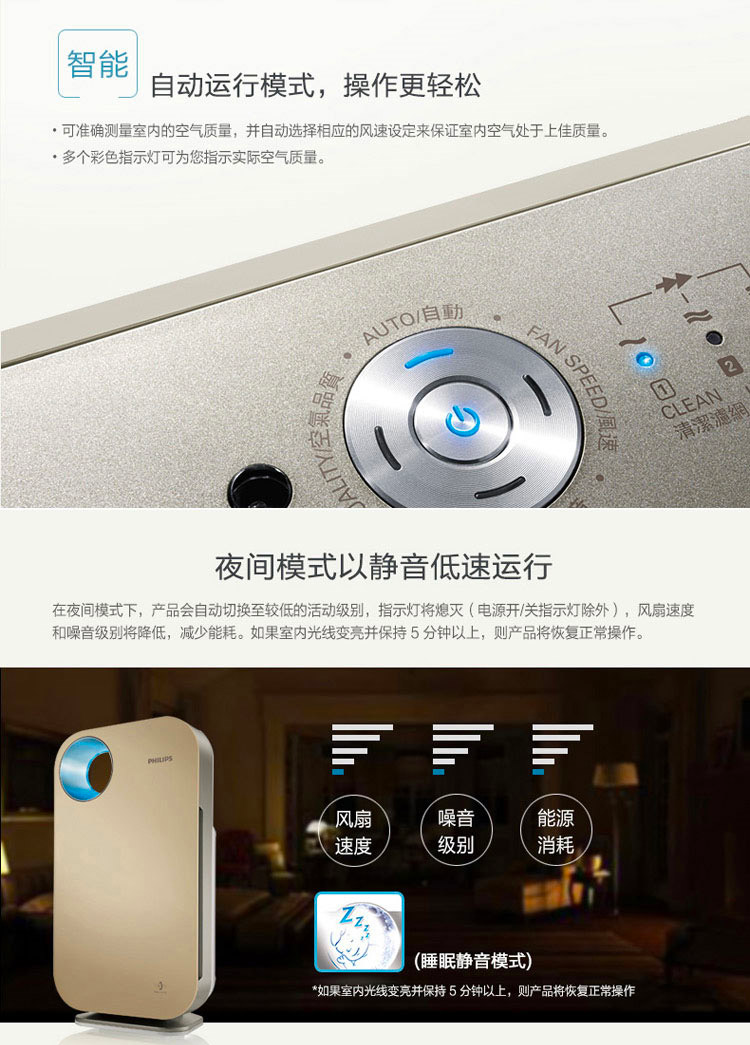 智能
自动运行模式，操作更轻松
•可准确测量室内的空气质量，并自动选择相应的风速设定来保证室内空气处于上佳质量。
•多个彩色指示灯可为您指示实际空气质量。
AUTO/自動
FAN SPEED/風速
ALITY/空氣品質
1
2
CLEAN
清潔濾網
夜间模式以静音低速运行
在夜间模式下，产品会自动切换至较低的活动级别，指示灯将熄灭（电源开/关指示灯除外），风扇速度
和噪音级别将降低，减少能耗。如果室内光线变亮并保持 5 分钟以上，则产品将恢复正常操作。
PHILIPS
风扇
速度
噪音
级别
能源
消耗
ZZZZ
(睡眠静音模式)
*如果室内光线变亮并保持 5 分钟以上，则产品将恢复正常操作